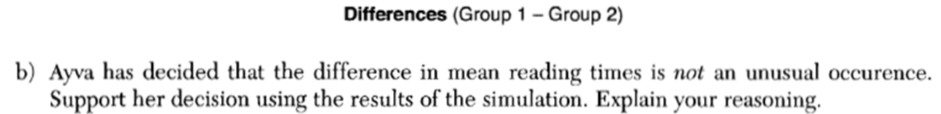 Differences (Group 1 – Group 2)
b) Ayva has decided that the difference in mean reading times is not an unusual occurence.
Support her decision using the results of the simulation. Explain your reasoning.